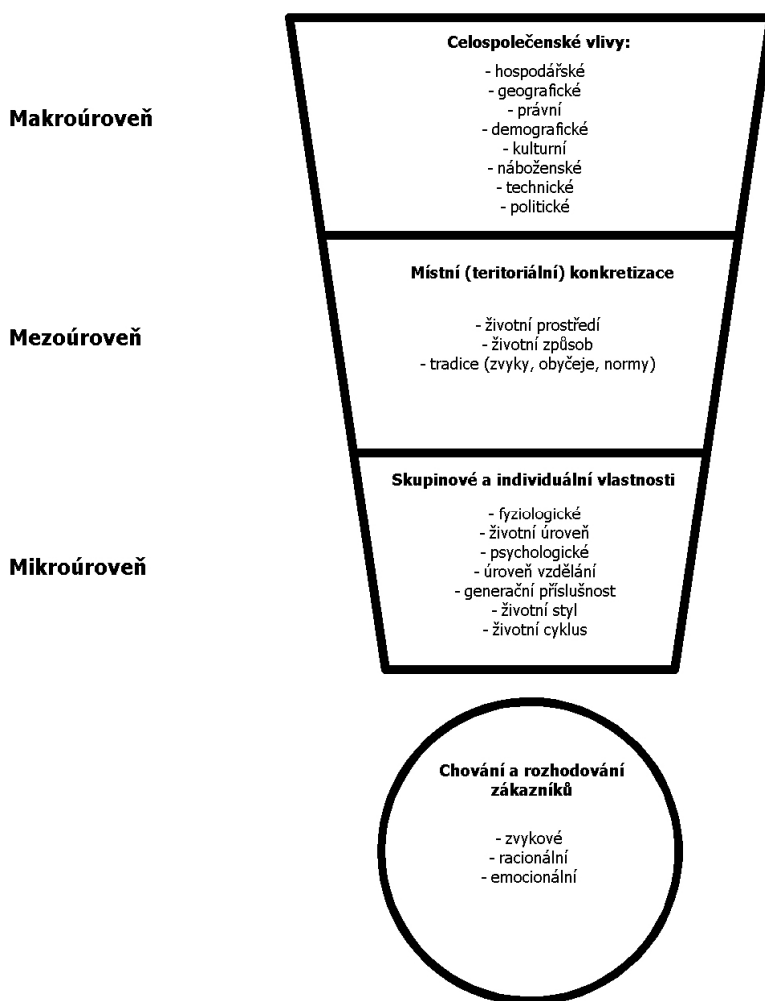 Makroúroveň
Celospolečenské vlivy:
- hospodářské
- geografické
- právní
- demografické
- kulturní
- náboženské
- technické
- politické
Mezoúroveň
Místní (teritoriální) konkretizace
- životní prostředí
- životní způsob
- tradice (zvyky, obyčeje, normy)
Mikroúroveň
Skupinové a individuální vlastnosti
- fyziologické
- životní úroveň
- psychologické
- úroveň vzdělání
- generační příslušnost
- životní styl
- životní cyklus
Chování a rozhodování
zákazníků
- zvykové
- racionální
- emocionální